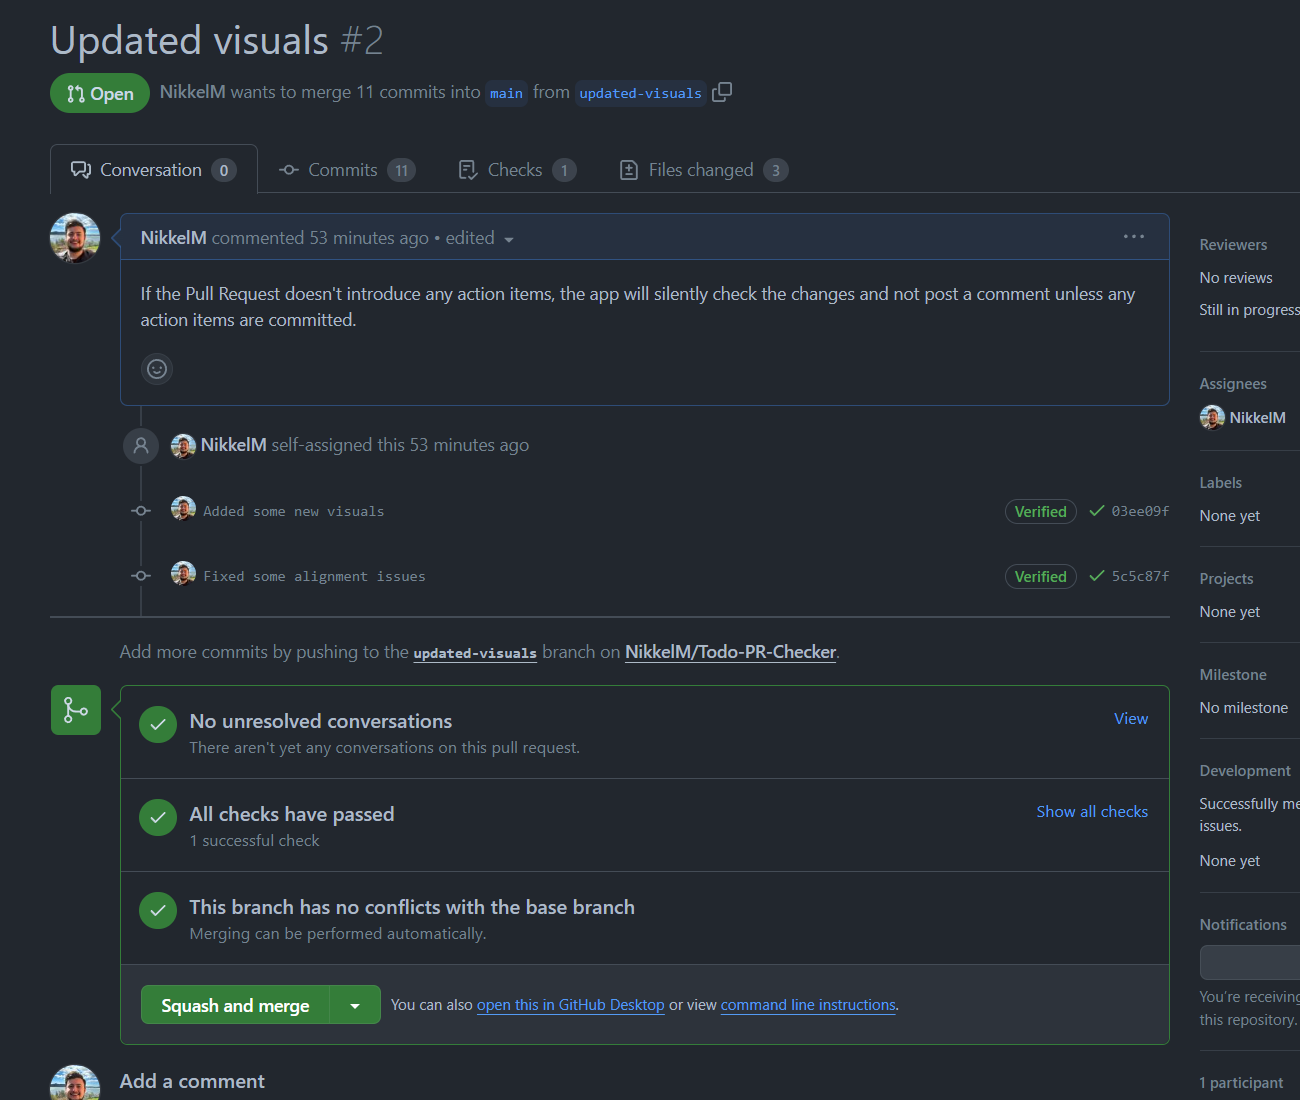 Updated visuals #2
Open NikkelM wants to merge 11 commits into main from updated-visuals
Conversation 0 Commits 11 Checks 1 Files changed 3
NikkelM commented 53 minutes ago • edited
If the Pull Request doesn't introduce any action items, the app will silently check the changes and not post a comment unless any
action items are committed.
NikkelM self-assigned this 53 minutes ago
Added some new visuals Verified 03ee09f
Fixed some alignment issues Verified 5c5c87f
Add more commits by pushing to the updated-visuals branch on NikkelM/Todo-PR-Checker.
No unresolved conversations
There aren't yet any conversations on this pull request.
View
All checks have passed
1 successful check
Show all checks
This branch has no conflicts with the base branch
Merging can be performed automatically.
Squash and merge You can also open this in GitHub Desktop or view command line instructions.
Add a comment
Reviewers
No reviews
Still in progress
Assignees
NikkelM
Labels
None yet
Projects
None yet
Milestone
No milestone
Development
Successfully me
issues.
None yet
Notifications
You're receiving
this repository.
1 participant